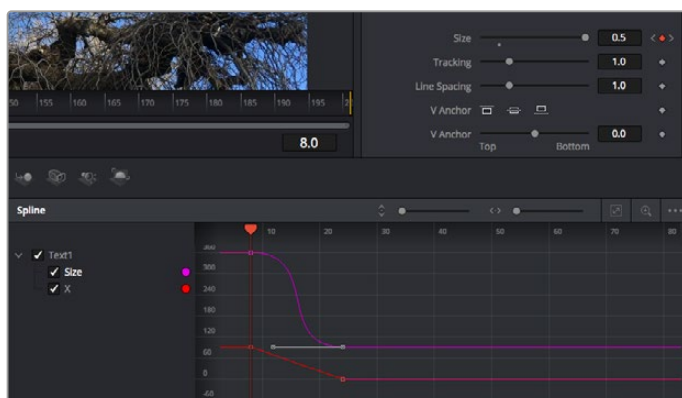 Size 0.5
Tracking 1.0
Line Spacing 1.0
V Anchor
V Anchor 0.0
Top Bottom
50 155 160 165 170 175 180 185 190 195
8.0
Spline
10 20 30 40 50 60 70 80
Text1
Size
X
360
300
240
180
120
60
0
-60